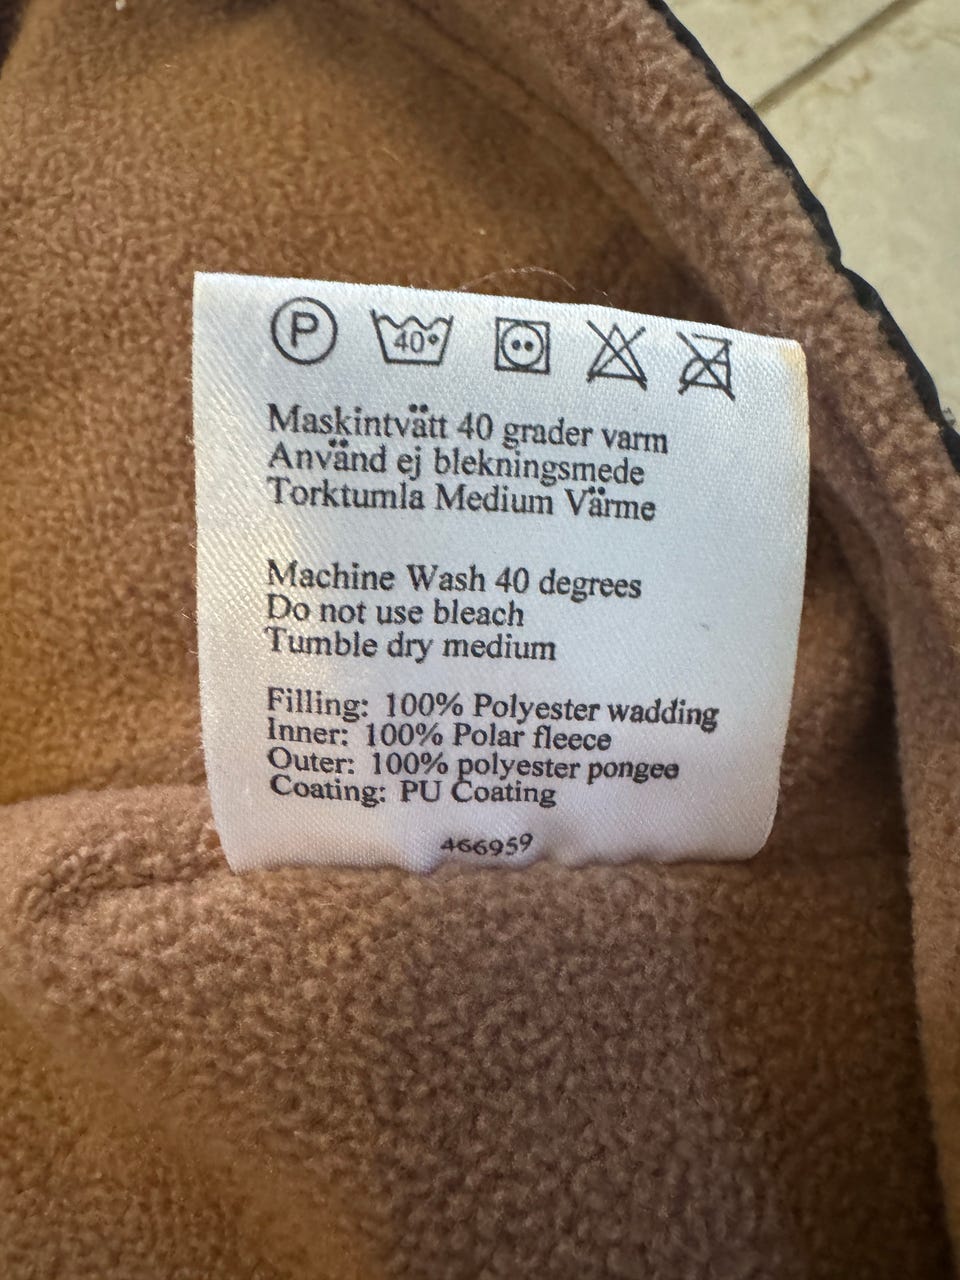 P
40°
Maskintvätt 40 grader varm
Använd ej blekningsmede
Torktumla Medium Värme
Machine Wash 40 degrees
Do not use bleach
Tumble dry medium
Filling: 100% Polyester wadding
Inner: 100% Polar fleece
Outer: 100% polyester pongee
Coating: PU Coating
466959